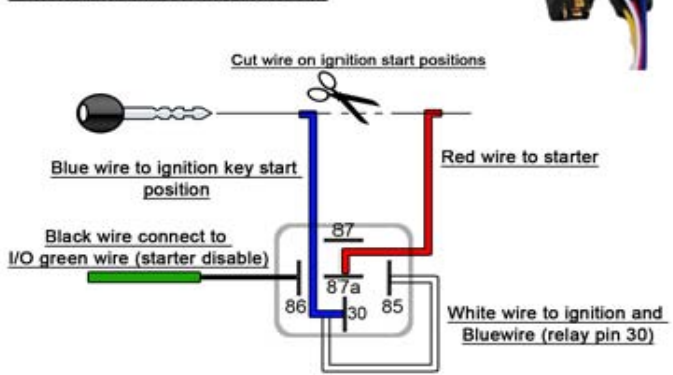 Cut wire on ignition start positions
Blue wire to ignition key start
position
Red wire to starter
Black wire connect to
I/O green wire (starter disable)
87
87a
86
30
85
White wire to ignition and
Bluewire (relay pin 30)